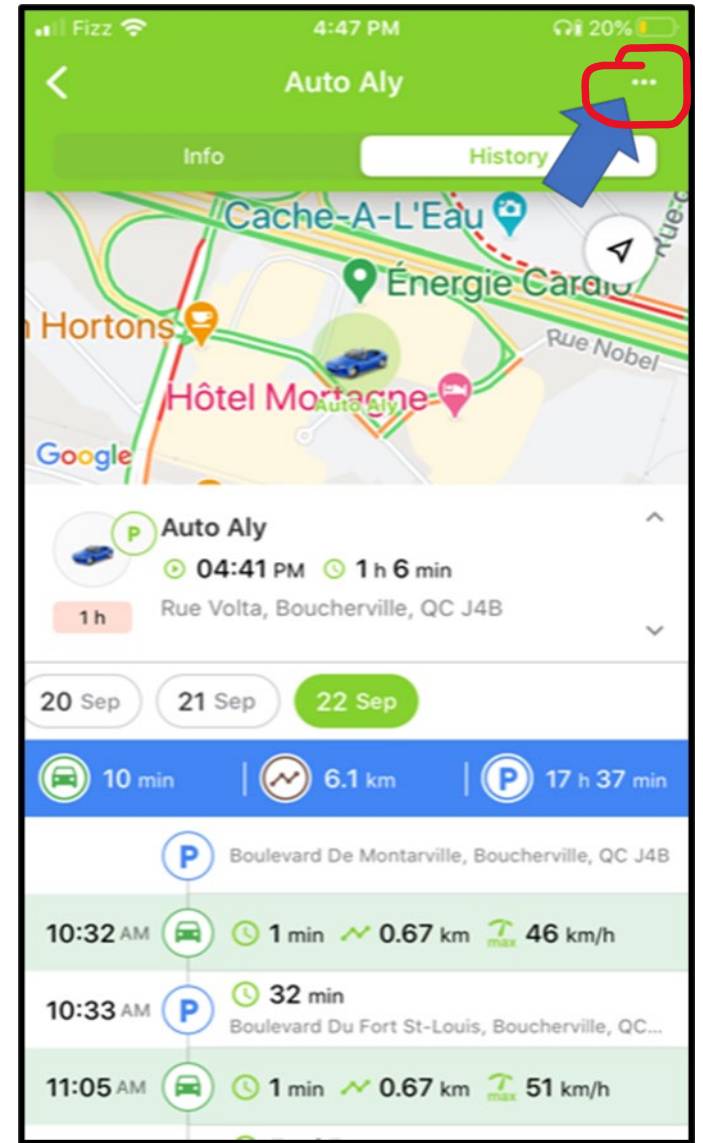 Fizz 4:47 PM 20%
Auto Aly ...
Info History
Cache-A-L'Eau
Énergie Cardio
Hortons
Rue Nobel
Hôtel Mortagne
Auto Aly
Google
P Auto Aly
04:41 PM 1 h 6 min
1 h Rue Volta, Boucherville, QC J4B
20 Sep 21 Sep 22 Sep
10 min | 6.1 km | P 17 h 37 min
P Boulevard De Montarville, Boucherville, QC J4B
10:32 AM 1 min 0.67 km max 46 km/h
10:33 AM P 32 min
Boulevard Du Fort St-Louis, Boucherville, QC...
11:05 AM 1 min 0.67 km max 51 km/h